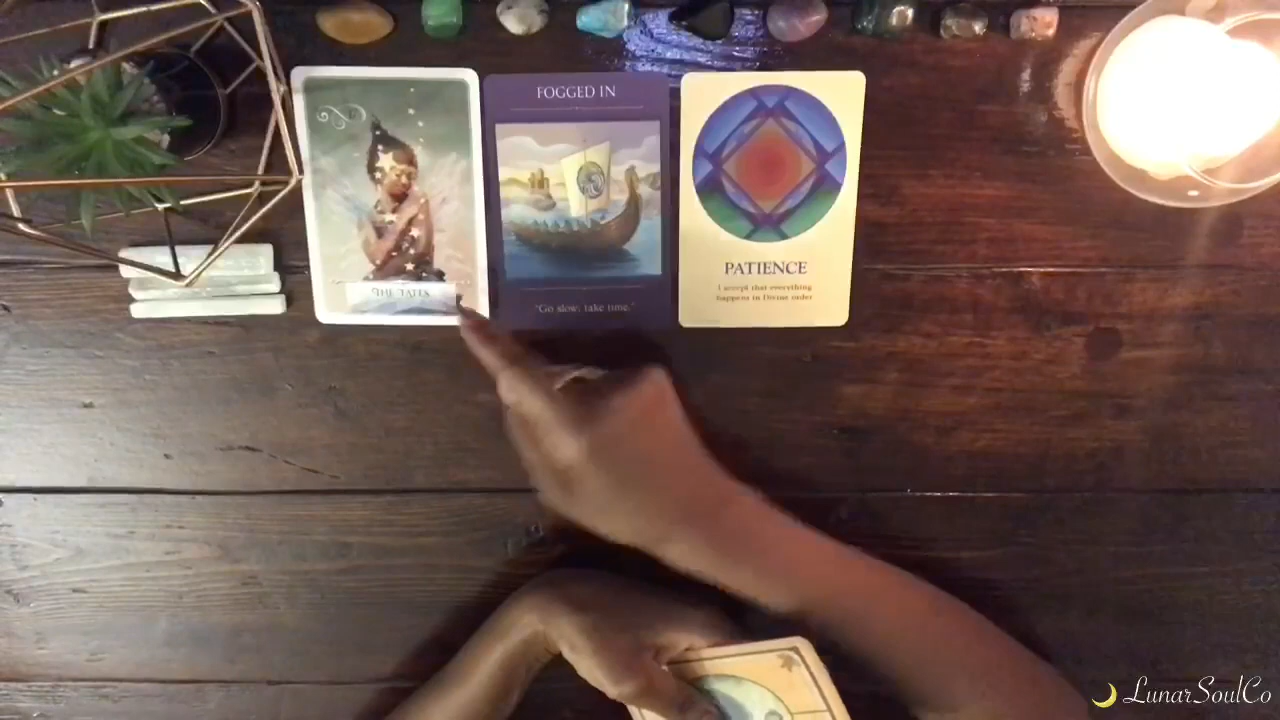 THE FATES
FOGGED IN
"Go slow; take time."
PATIENCE
I accept that everything
happens in Divine order
LunarSoulCo